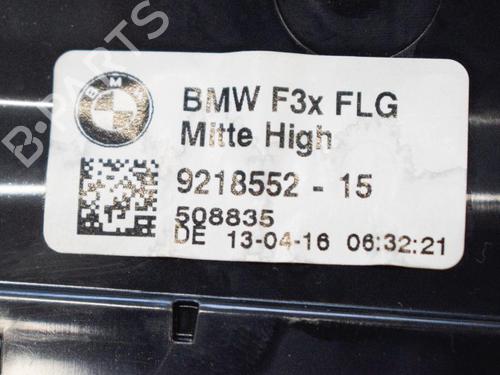 B-PARTS
BMW
BMW F3x FLG
Mitte High
9218552 - 15
508835
DE 13-04-16 06:32:21